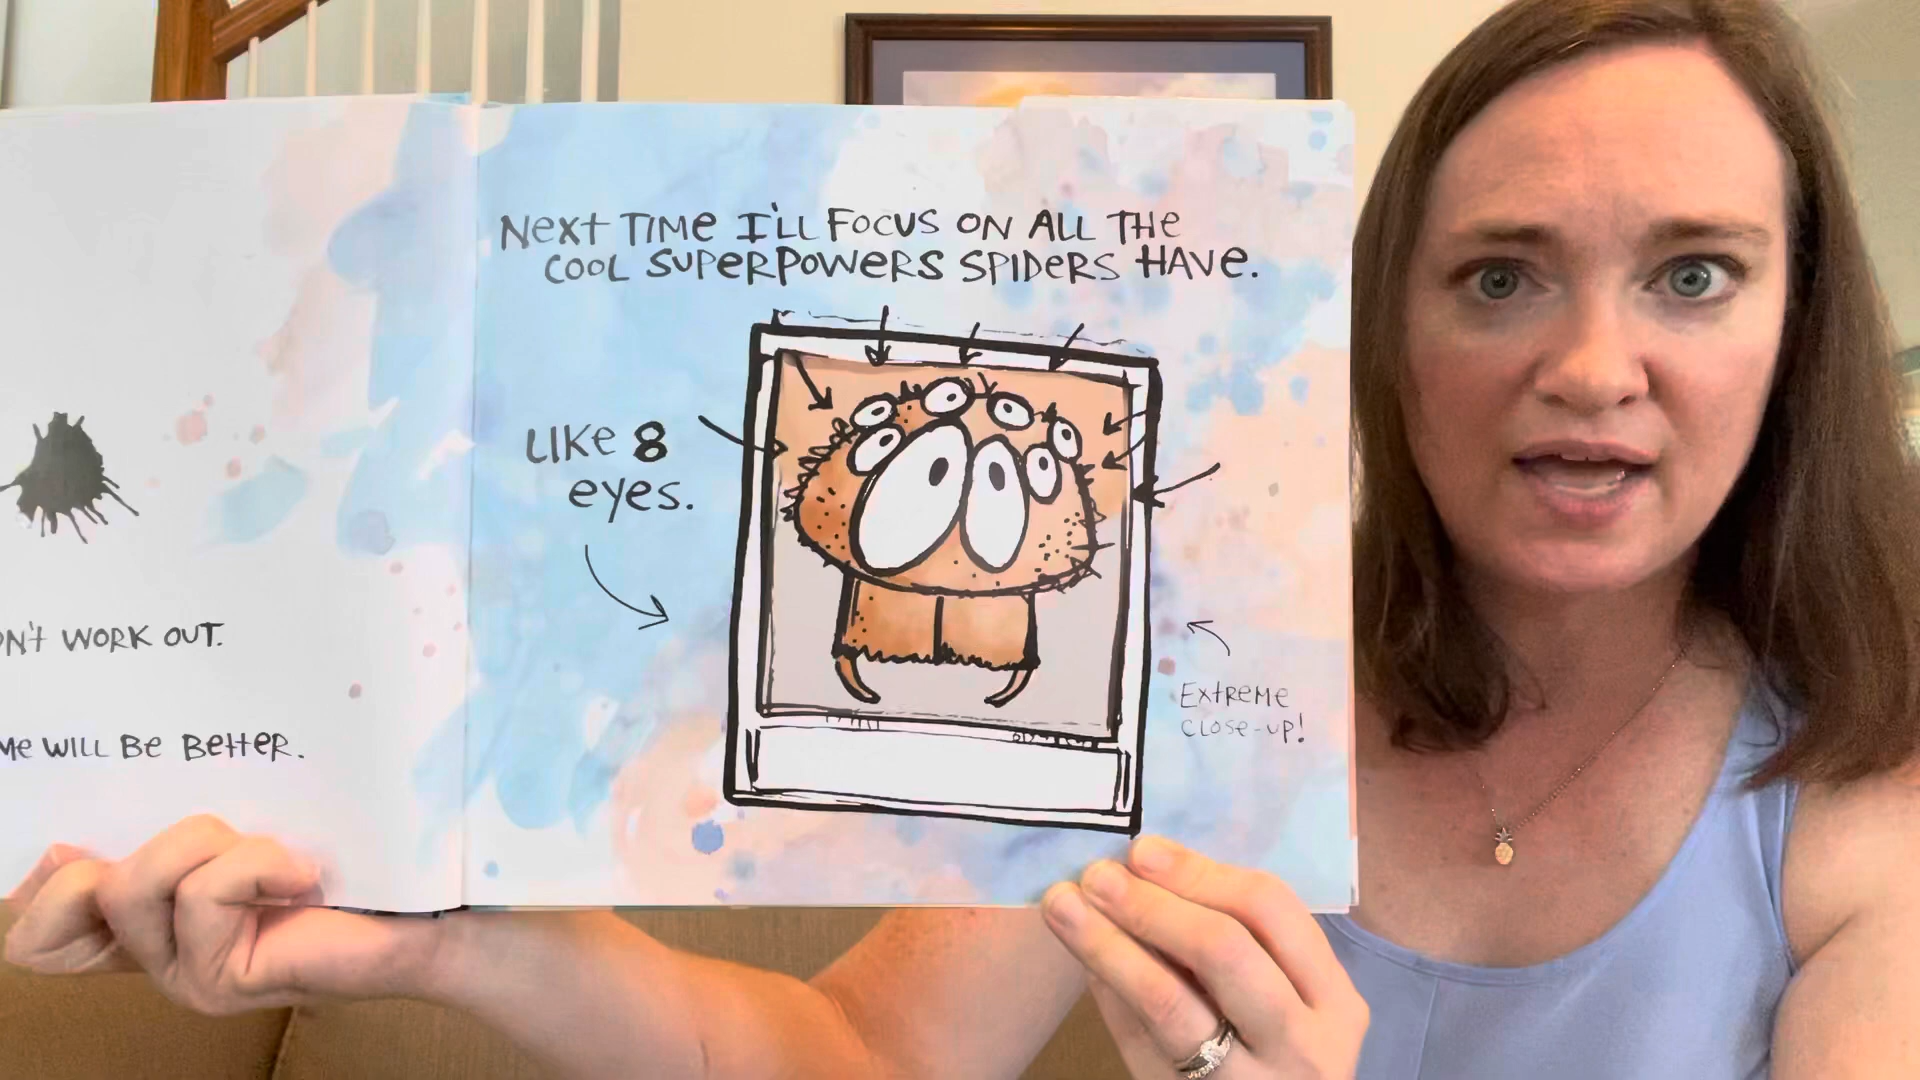 WORK OUT.
WILL BE BETTER.
NEXT TIME I'LL FOCUS ON ALL THE
COOL SUPERPOWERS SPIDERS HAVE.
LIKE 8
eyes.
EXTREME
CLOSE-UP!